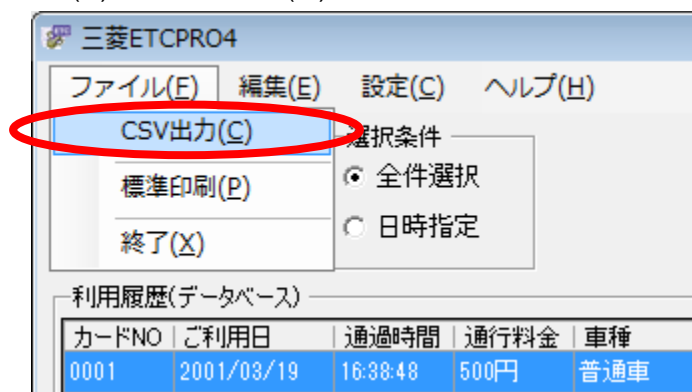 三菱ETCPRO4
ファイル(F) 編集(E) 設定(C) ヘルプ(H)
CSV出力(C)
標準印刷(P)
終了(X)
選択条件
全件選択
日時指定
利用履歴(データベース)
カードNO ご利用日 通過時間 通行料金 車種
0001 2001/03/19 16:38:48 500円 普通車